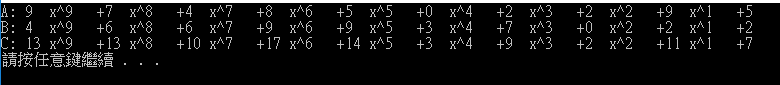 A: 9 x^9 +7 x^8 +4 x^7 +8 x^6 +5 x^5 +0 x^4 +2 x^3 +2 x^2 +9 x^1 +5
B: 4 x^9 +6 x^8 +6 x^7 +9 x^6 +9 x^5 +3 x^4 +7 x^3 +0 x^2 +2 x^1 +2
C: 13 x^9 +13 x^8 +10 x^7 +17 x^6 +14 x^5 +3 x^4 +9 x^3 +2 x^2 +11 x^1 +7
請按任意鍵繼續 . . .